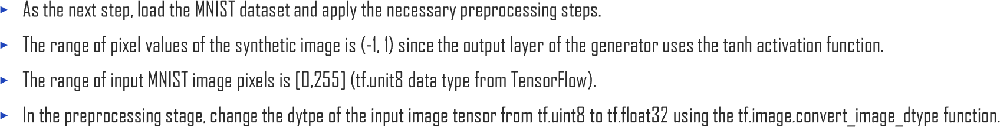 ► As the next step, load the MNIST dataset and apply the necessary preprocessing steps.
► The range of pixel values of the synthetic image is (-1, 1) since the output layer of the generator uses the tanh activation function.
► The range of input MNIST image pixels is [0,255] (tf.unit8 data type from TensorFlow).
► In the preprocessing stage, change the dytpe of the input image tensor from tf.uint8 to tf.float32 using the tf.image.convert_image_dtype function.